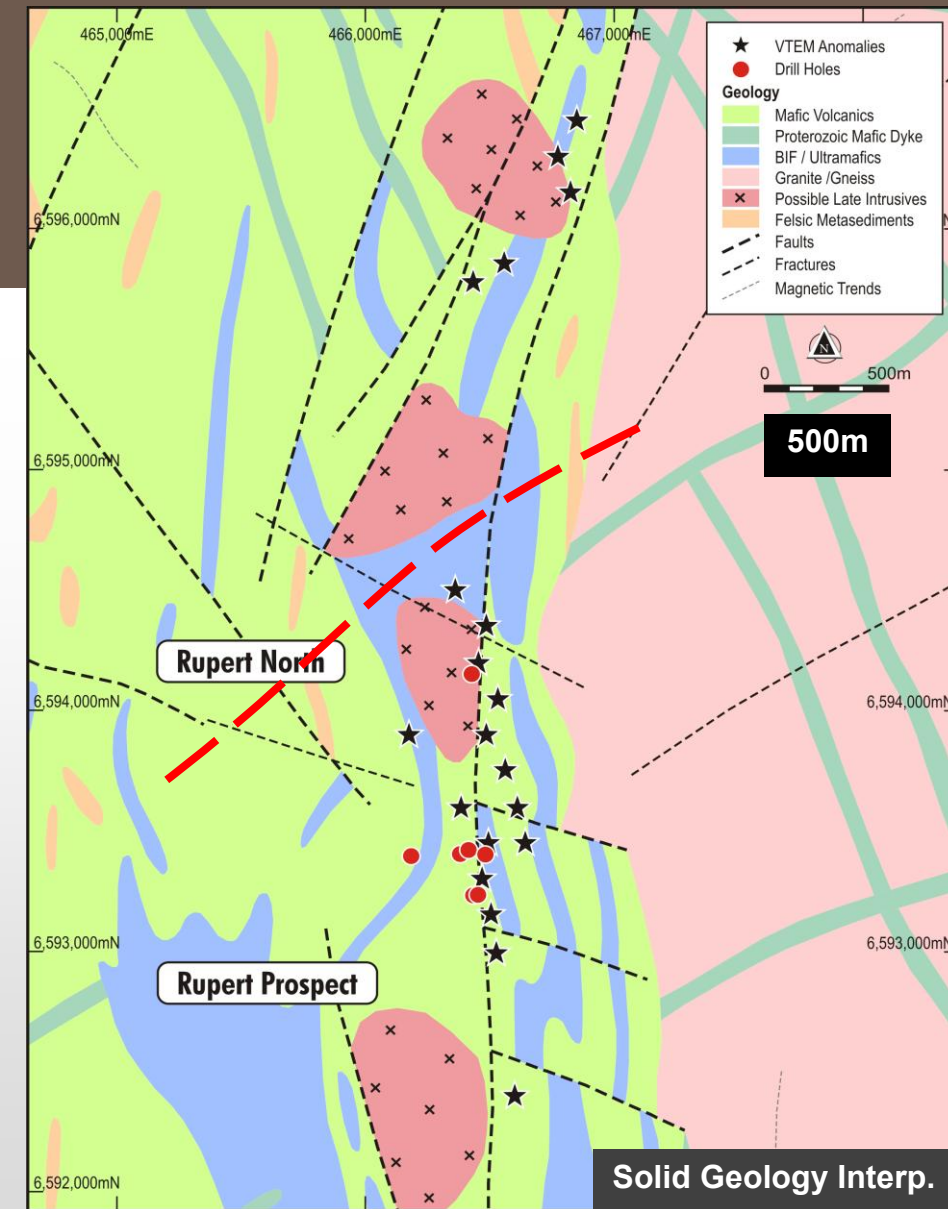 465,000mE
466,000mE
467,000mE
VTEM Anomalies
Drill Holes
Geology
Mafic Volcanics
Proterozoic Mafic Dyke
BIF / Ultramafics
Granite /Gneiss
Possible Late Intrusives
Felsic Metasediments
Faults
Fractures
Magnetic Trends
6,596,000mN
N
0 500m
500m
6,595,000mN
Rupert North
6,594,000mN
6,594,000mN
6,593,000mN
6,593,000mN
Rupert Prospect
Solid Geology Interp.
6,592,000mN